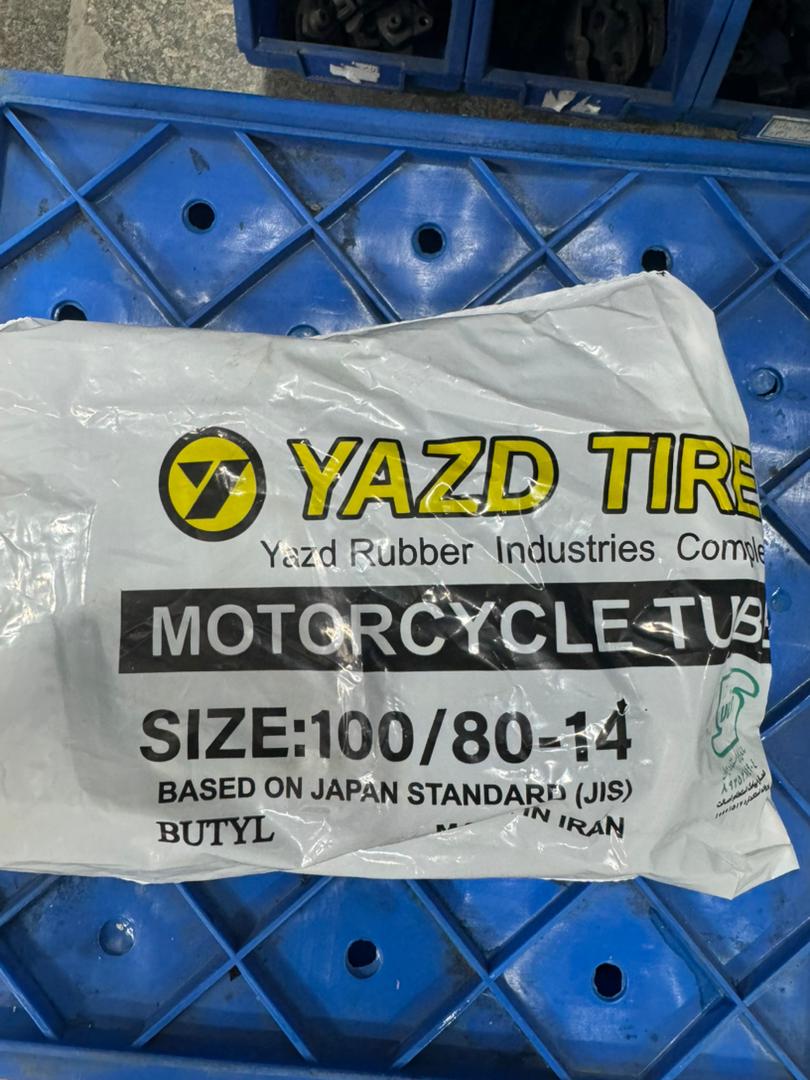 YAZD TIRE
Yazd Rubber Industries Comple
MOTORCYCLE TUBE
SIZE:100/80-14
BASED ON JAPAN STANDARD (JIS)
BUTYL
IN IRAN